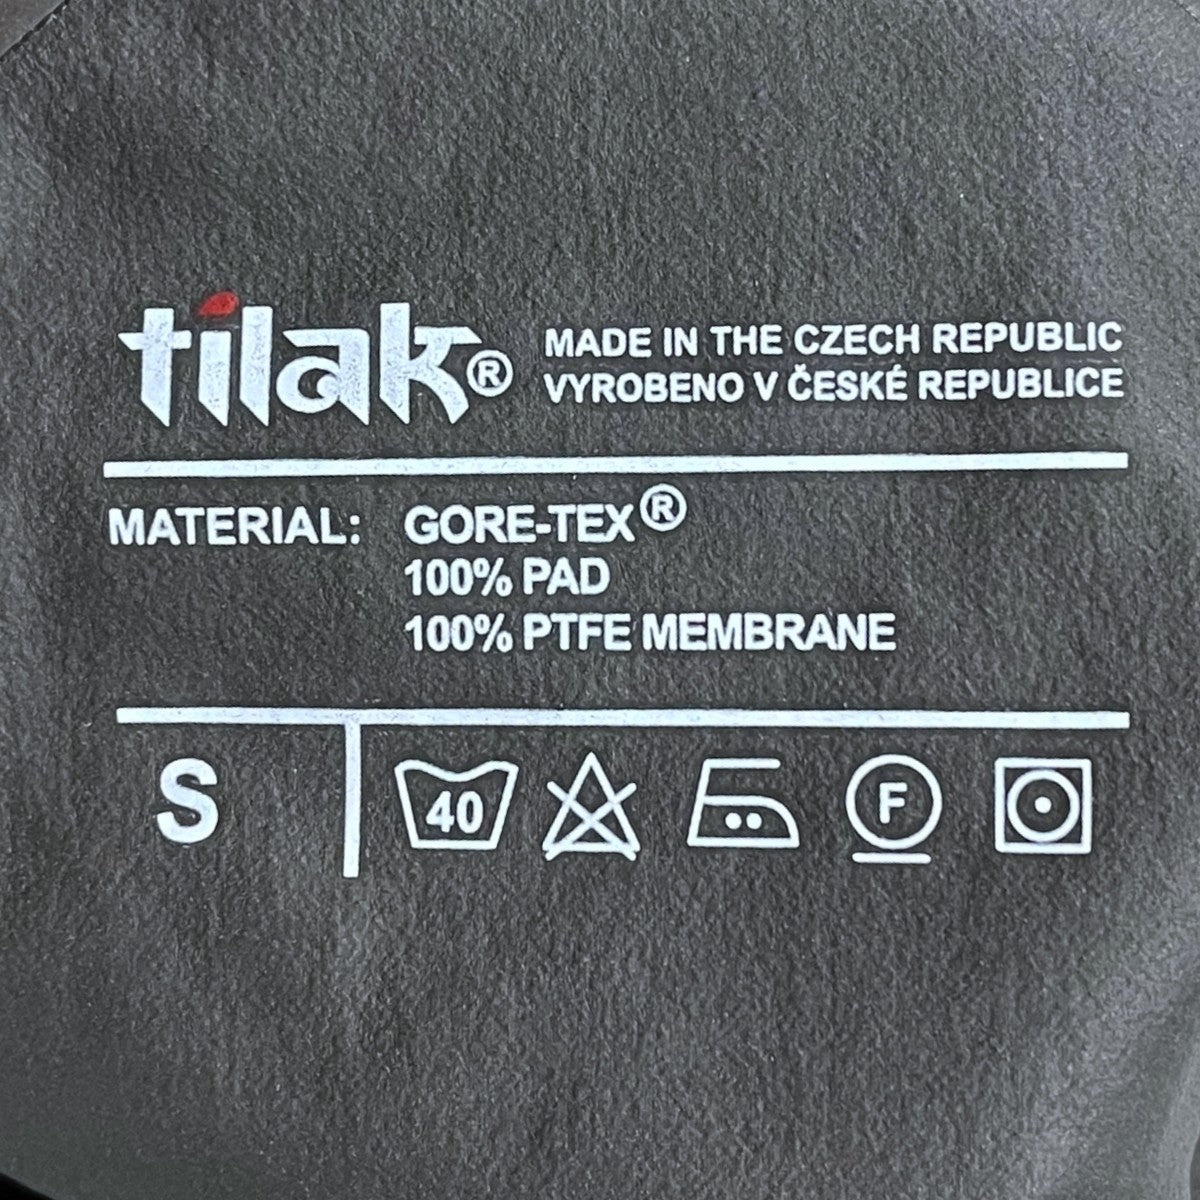 tilak® MADE IN THE CZECH REPUBLIC
VYROBENO V ČESKÉ REPUBLICE
MATERIAL: GORE-TEX®
100% PAD
100% PTFE MEMBRANE
S 40 F